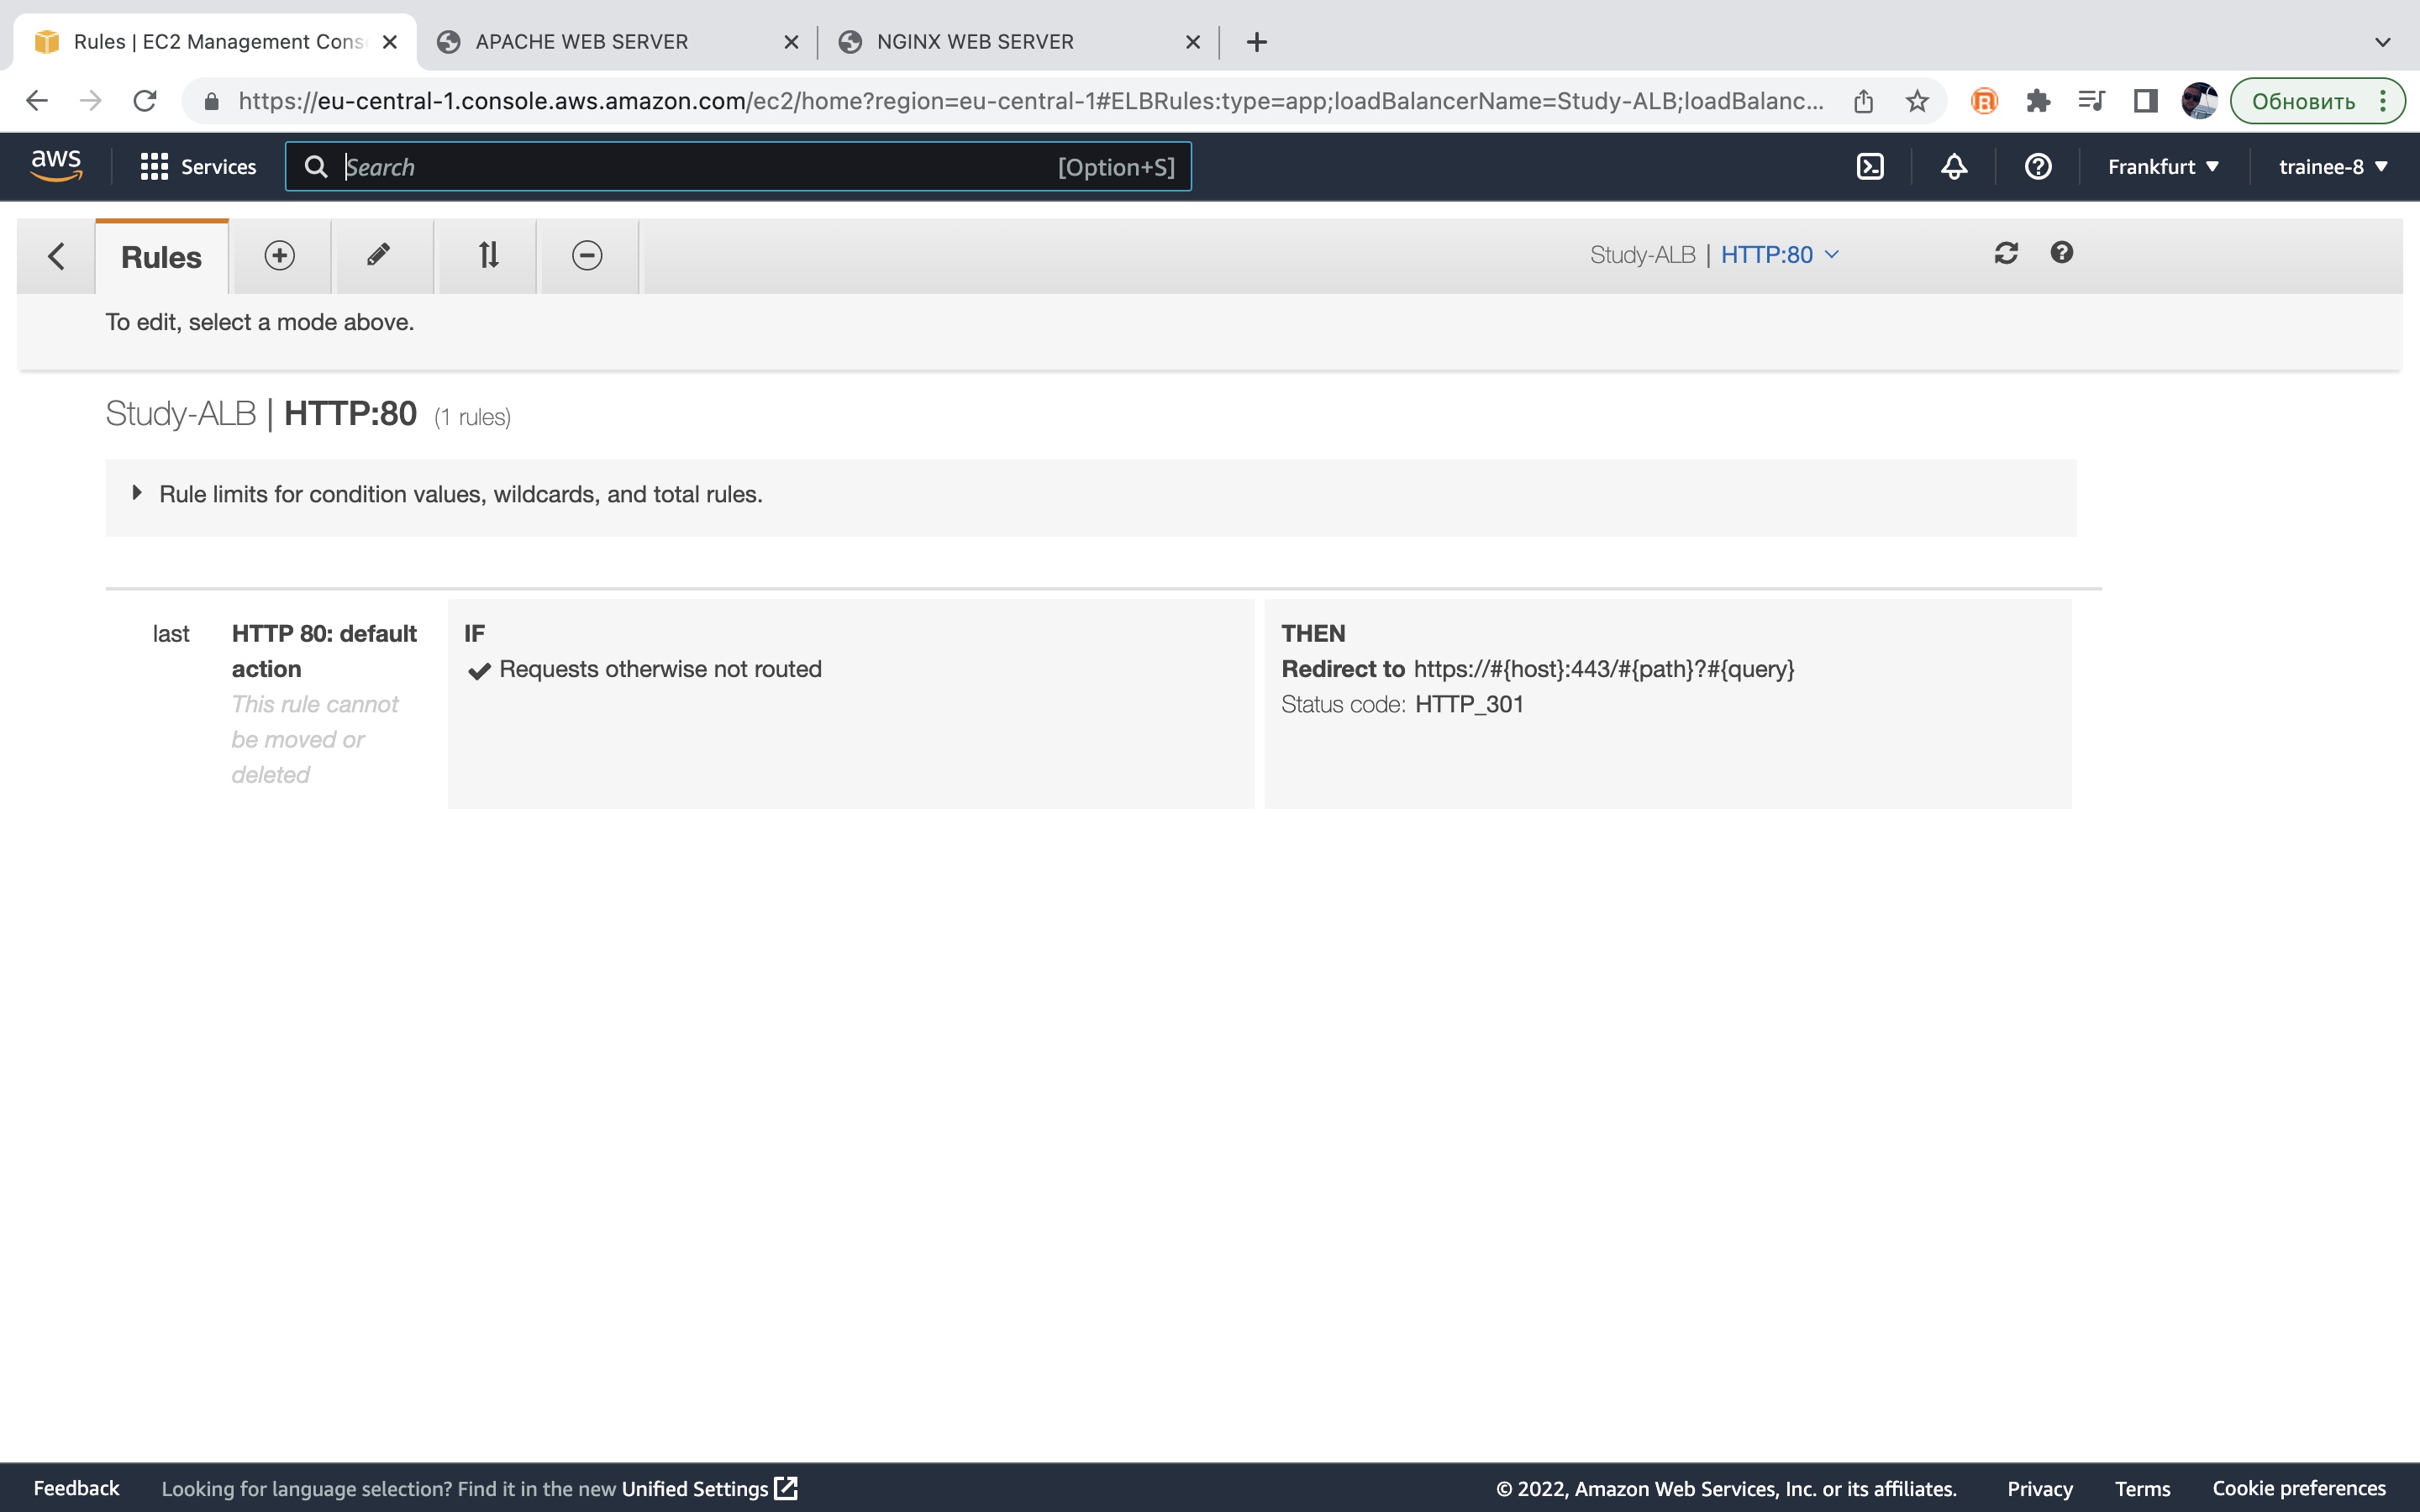 Rules | EC2 Management Cons
APACHE WEB SERVER
NGINX WEB SERVER
https://eu-central-1.console.aws.amazon.com/ec2/home?region=eu-central-1#ELBRules:type=app;loadBalancerName=Study-ALB;loadBalanc...
Обновить
aws
Services
Search
[Option+S]
Frankfurt
trainee-8
Rules
Study-ALB | HTTP:80
To edit, select a mode above.
Study-ALB | HTTP:80 (1 rules)
Rule limits for condition values, wildcards, and total rules.
last
HTTP 80: default
action
This rule cannot
be moved or
deleted
IF
Requests otherwise not routed
THEN
Redirect to https://#{host}:443/#{path}?#{query}
Status code: HTTP_301
Feedback
Looking for language selection? Find it in the new Unified Settings
© 2022, Amazon Web Services, Inc. or its affiliates.
Privacy
Terms
Cookie preferences